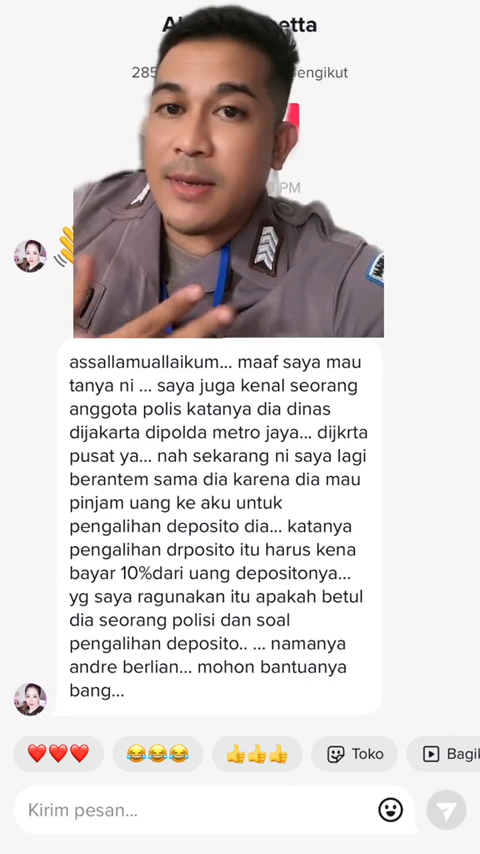 285
engikut
PM
assallamuallaikum... maaf saya mau
tanya ni ... saya juga kenal seorang
anggota polis katanya dia dinas
dijakarta dipolda metro jaya... dijkrta
pusat ya... nah sekarang ni saya lagi
berantem sama dia karena dia mau
pinjam uang ke aku untuk
pengalihan deposito dia... katanya
pengalihan drposito itu harus kena
bayar 10%dari uang depositonya...
yg saya ragunakan itu apakah betul
dia seorang polisi dan soal
pengalihan deposito.. ... namanya
andre berlian... mohon bantuanya
bang...
Toko
Bagik
Kirim pesan...